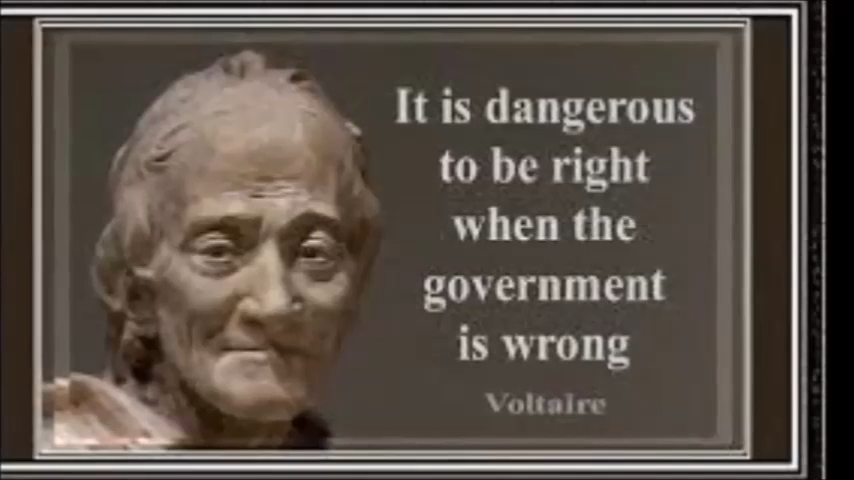 It is dangerous
to be right
when the
government
is wrong
Voltaire